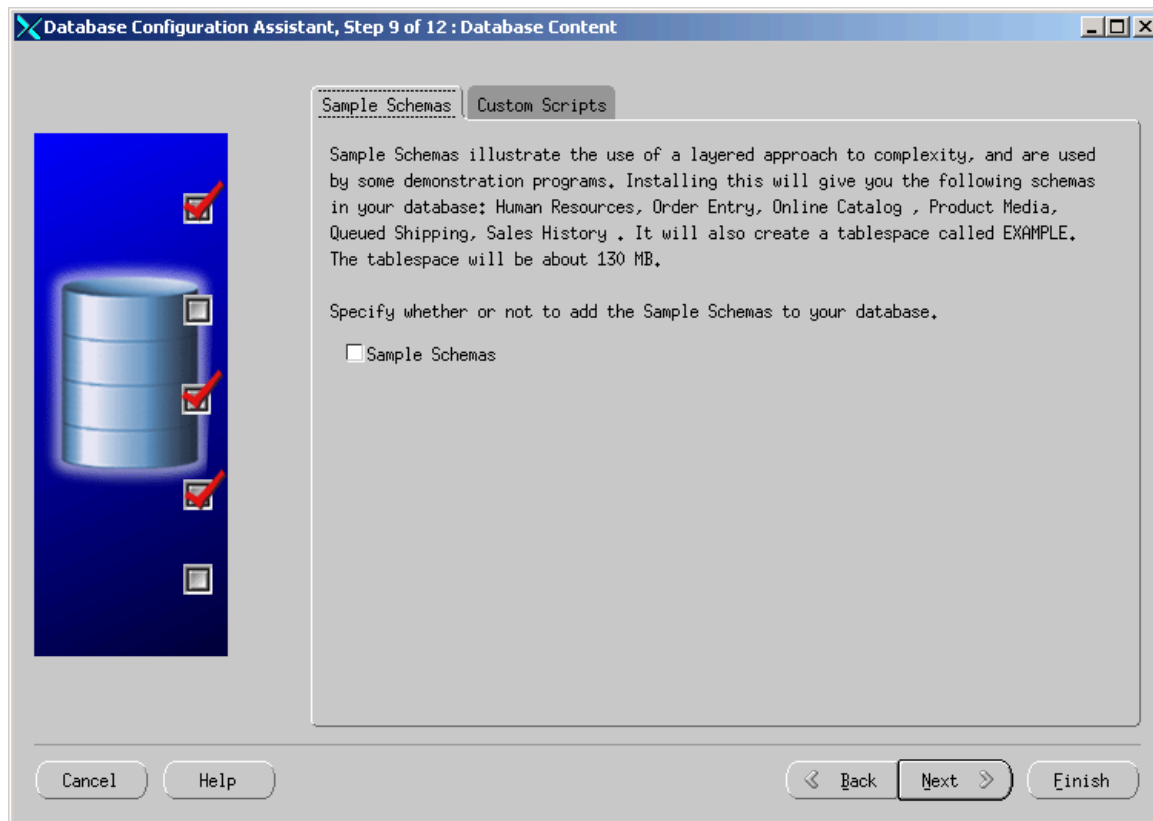 Database Configuration Assistant, Step 9 of 12 : Database Content
Sample Schemas Custom Scripts
Sample Schemas illustrate the use of a layered approach to complexity, and are used
by some demonstration programs. Installing this will give you the following schemas
in your database: Human Resources, Order Entry, Online Catalog , Product Media,
Queued Shipping, Sales History . It will also create a tablespace called EXAMPLE.
The tablespace will be about 130 MB.
Specify whether or not to add the Sample Schemas to your database.
Sample Schemas
Cancel Help Back Next Finish